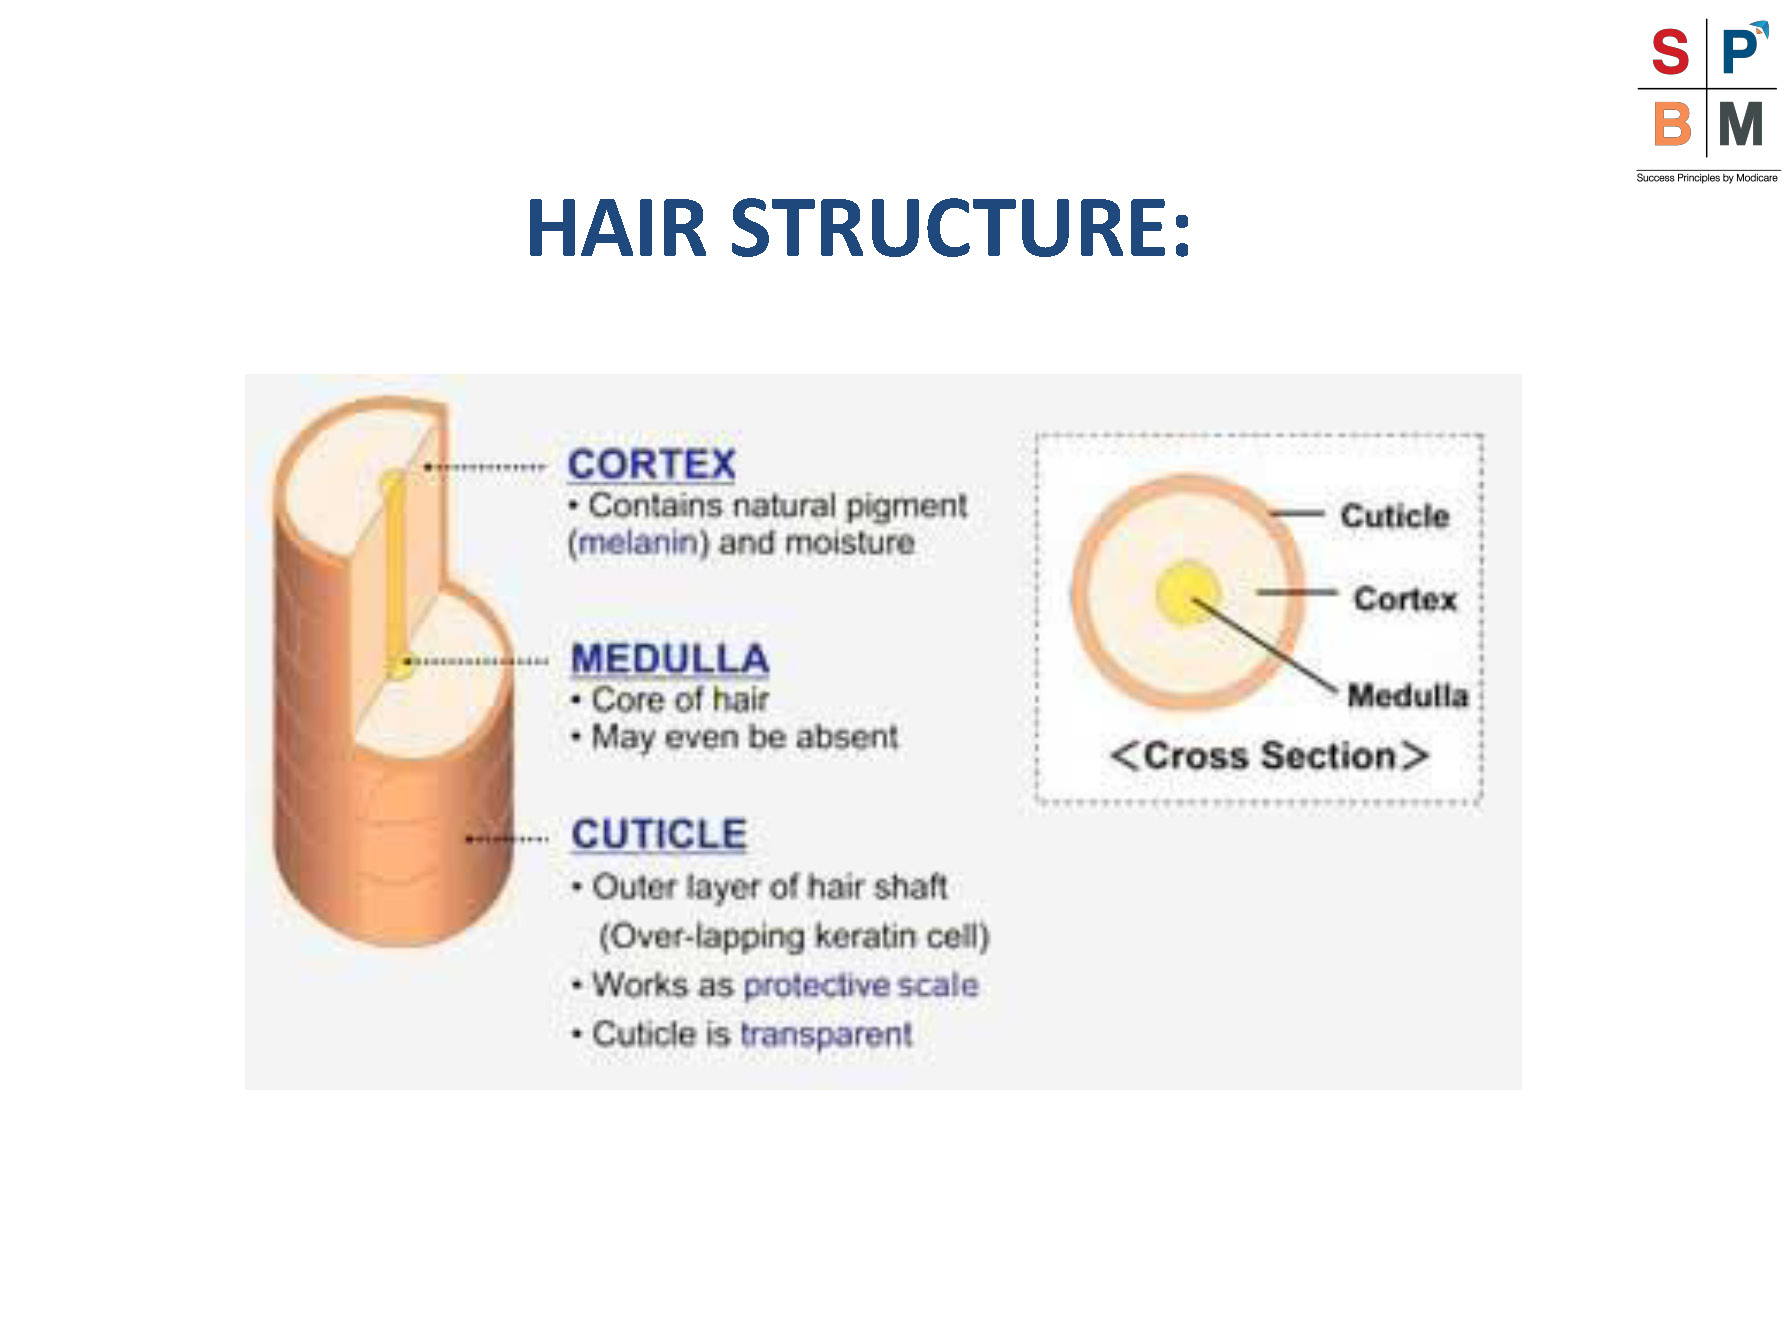 S P
B M
Success Principles by Modicare
HAIR STRUCTURE:
CORTEX
• Contains natural pigment
(melanin) and moisture
MEDULLA
• Core of hair
• May even be absent
CUTICLE
• Outer layer of hair shaft
(Over-lapping keratin cell)
• Works as protective scale
• Cuticle is transparent
Cuticle
Cortex
Medulla
<Cross Section>